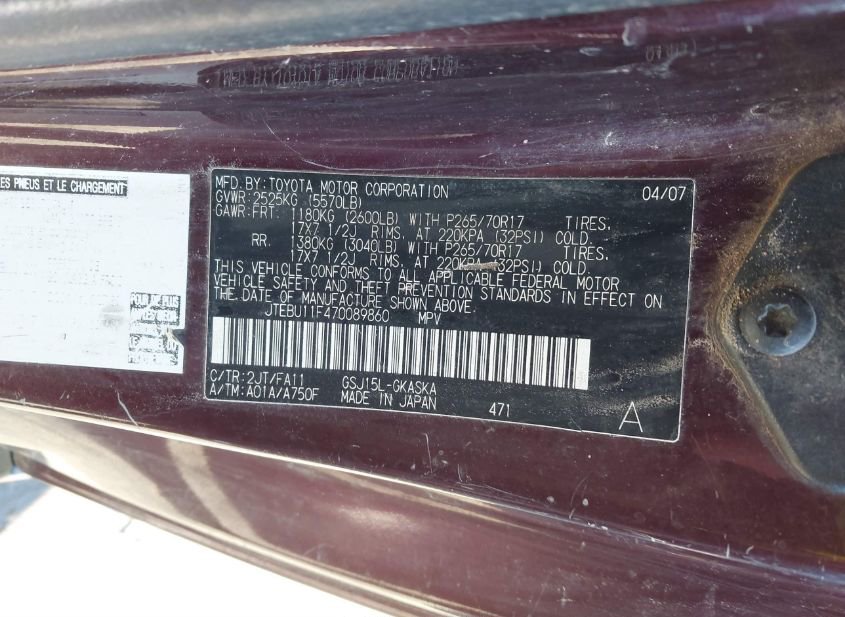 ES PNEUS ET LE CHARGEMENT
MFD.BY:TOYOTA MOTOR CORPORATION 04/07
GVWR:2525KG (5570LB)
GAWR:FRT. 1180KG (2600LB) WITH P265/70R17 TIRES.
17X7 1/2J RIMS, AT 220KPA (32PSI) COLD.
RR. 1380KG (3040LB) WITH P265/70R17 TIRES.
17X7 1/2J RIMS, AT 220KPA (32PSI) COLD.
THIS VEHICLE CONFORMS TO ALL APPLICABLE FEDERAL MOTOR
VEHICLE SAFETY AND THEFT PREVENTION STANDARDS IN EFFECT ON
THE DATE OF MANUFACTURE SHOWN ABOVE.
JTEBU11F470089860 MPV
C/TR:2JT/FA11 GSJ15L-GKASKA
A/TM:A01A/A750F MADE IN JAPAN 471 A
POUR DE PLUS